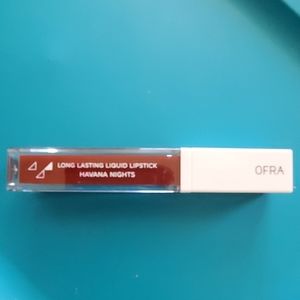 LONG LASTING LIQUID LIPSTICK
HAVANA NIGHTS
OFRA